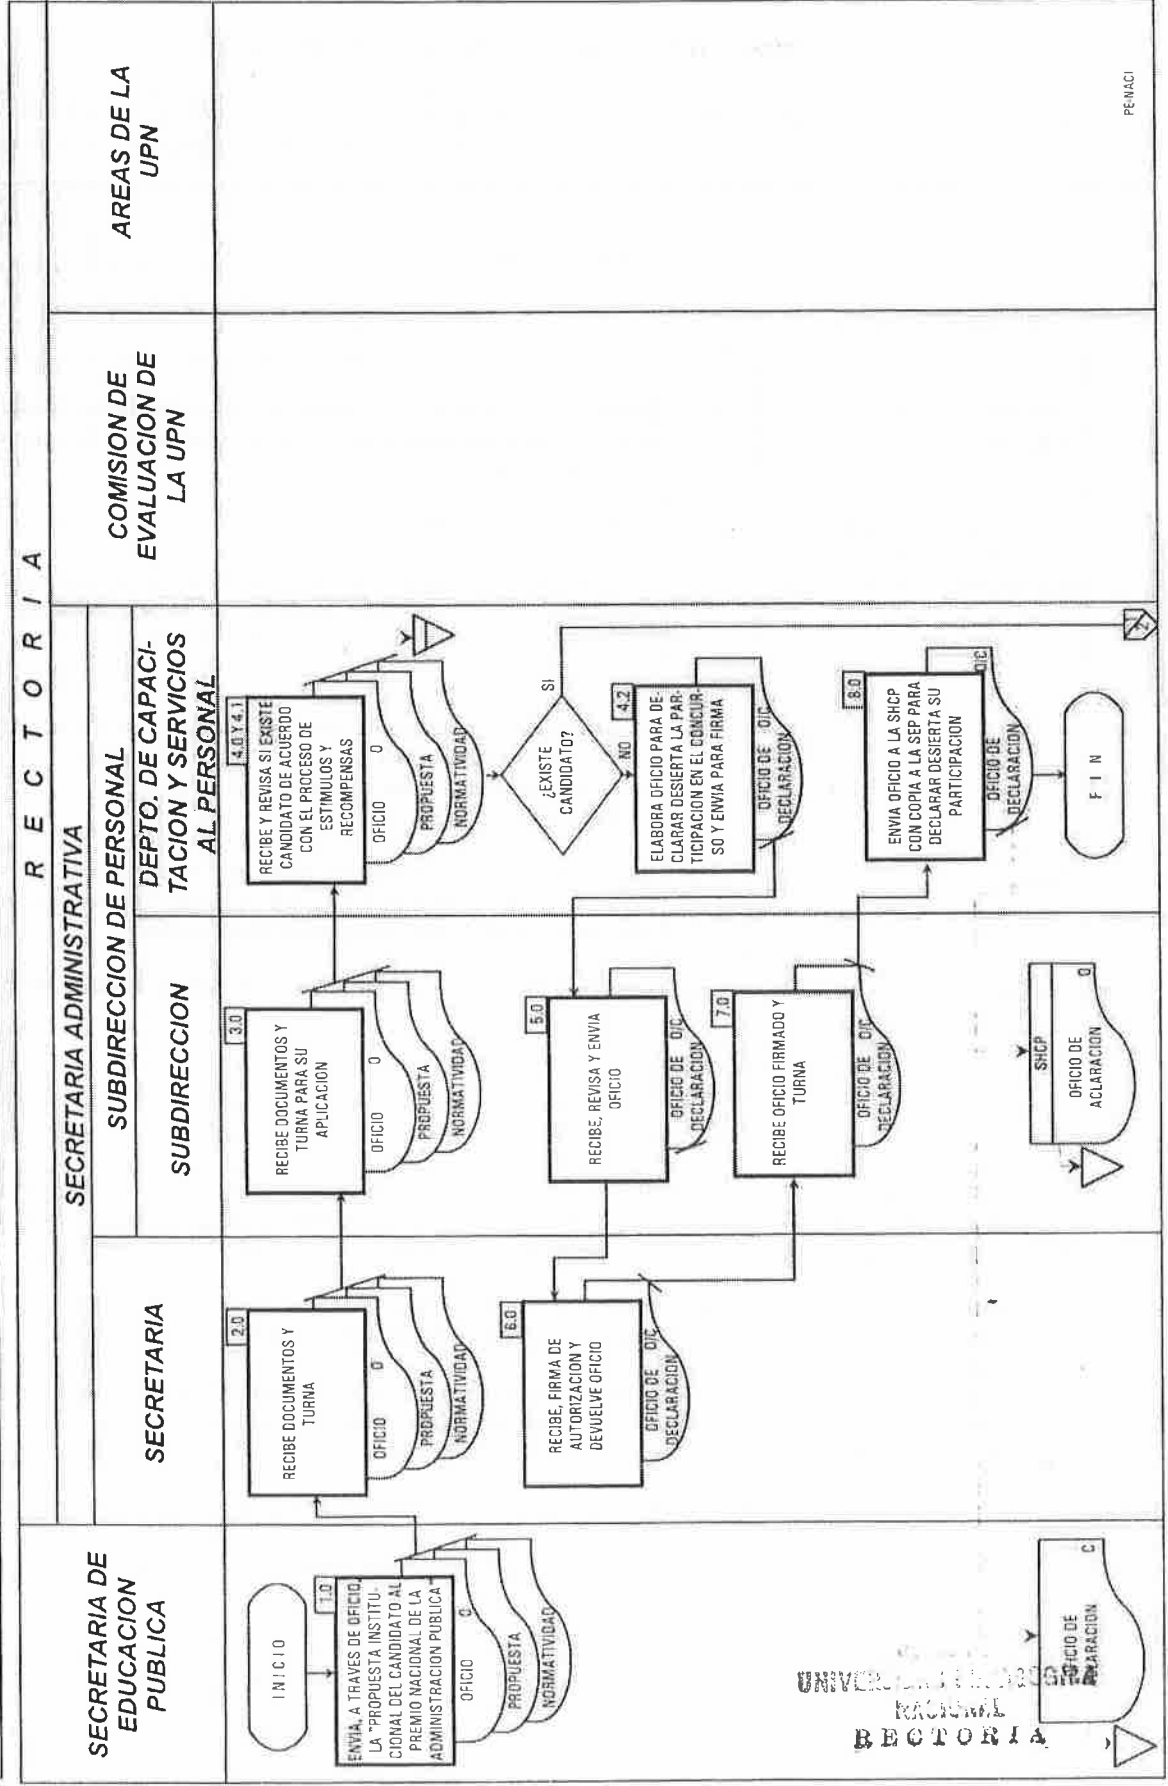 R E C T O R I A
SECRETARIA DE
EDUCACION
PUBLICA
SECRETARIA ADMINISTRATIVA
SECRETARIA
SUBDIRECCION DE PERSONAL
SUBDIRECCION
DEPTO. DE CAPACI-
TACION Y SERVICIOS
AL PERSONAL
COMISION DE
EVALUACION DE
LA UPN
AREAS DE LA
UPN
INICIO
1.0
ENVIA, A TRAVES DE OFICIO,
LA "PROPUESTA INSTITU-
CIONAL DEL CANDIDATO AL
PREMIO NACIONAL DE LA
ADMINISTRACION PUBLICA"
OFICIO O
PROPUESTA
NORMATIVIDAD
2.0
RECIBE DOCUMENTOS Y
TURNA
OFICIO O
PROPUESTA
NORMATIVIDAD
3.0
RECIBE DOCUMENTOS Y
TURNA PARA SU
APLICACION
OFICIO O
PROPUESTA
NORMATIVIDAD
4.0 Y 4.1
RECIBE Y REVISA SI EXISTE
CANDIDATO DE ACUERDO
CON EL PROCESO DE
ESTIMULOS Y
RECOMPENSAS
OFICIO O
PROPUESTA
NORMATIVIDAD
¿EXISTE
CANDIDATO?
SI
NO
2
4.2
ELABORA OFICIO PARA DE-
CLARAR DESIERTA LA PAR-
TICIPACION EN EL CONCUR-
SO Y ENVIA PARA FIRMA
OFICIO DE O/C
DECLARACION
5.0
RECIBE, REVISA Y ENVIA
OFICIO
OFICIO DE O/C
DECLARACION
6.0
RECIBE, FIRMA DE
AUTORIZACION Y
DEVUELVE OFICIO
OFICIO DE O/C
DECLARACION
7.0
RECIBE OFICIO FIRMADO Y
TURNA
OFICIO DE O/C
DECLARACION
8.0
ENVIA OFICIO A LA SHCP
CON COPIA A LA SEP PARA
DECLARAR DESIERTA SU
PARTICIPACION
O/C
OFICIO DE
DECLARACION
F I N
SHCP
O
OFICIO DE
ACLARACION
C
OFICIO DE
NACIONAL
RECTORIA
PE-NACI